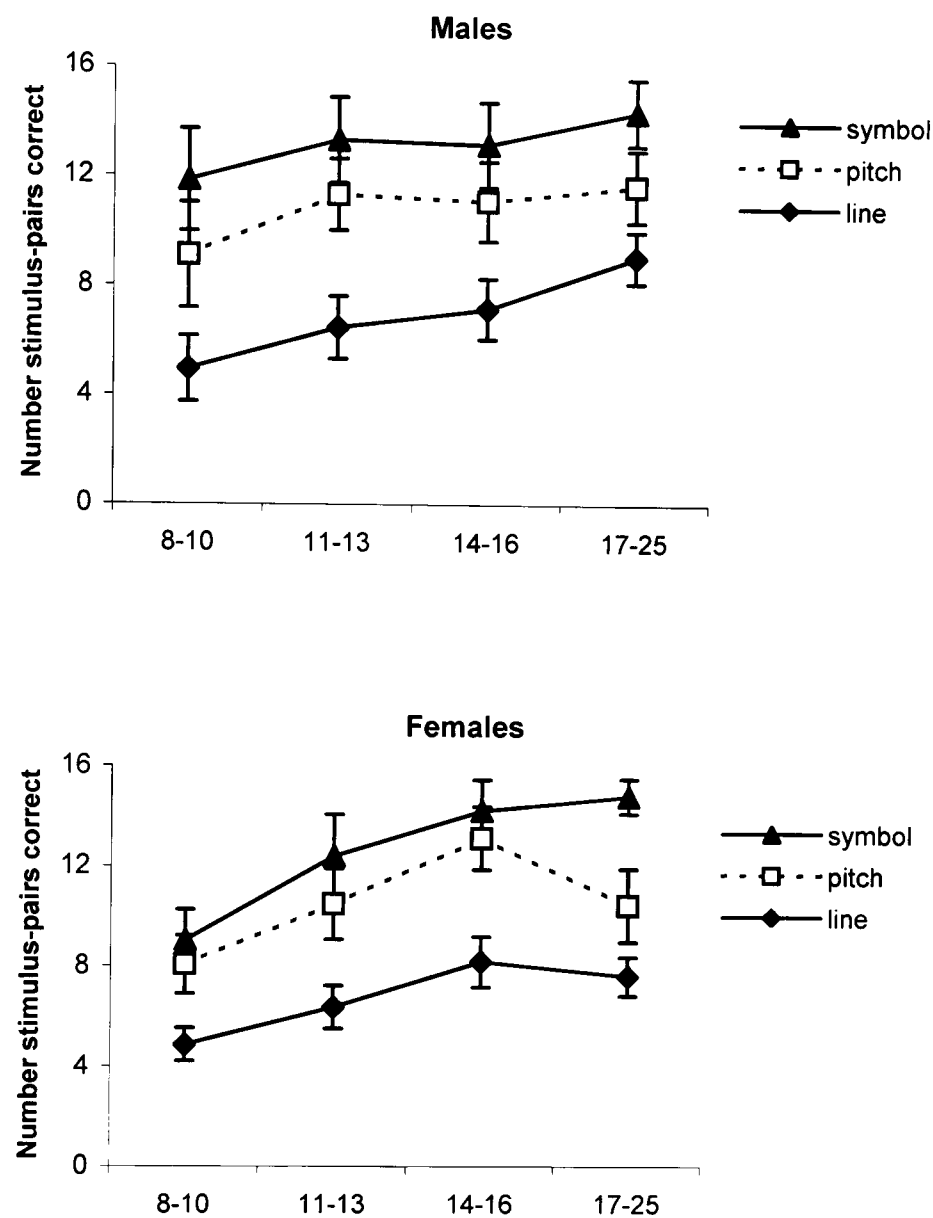 Males
Number stimulus-pairs correct
16
12
8
4
0
8-10 11-13 14-16 17-25
symbol
pitch
line
Females
Number stimulus-pairs correct
16
12
8
4
0
8-10 11-13 14-16 17-25
symbol
pitch
line